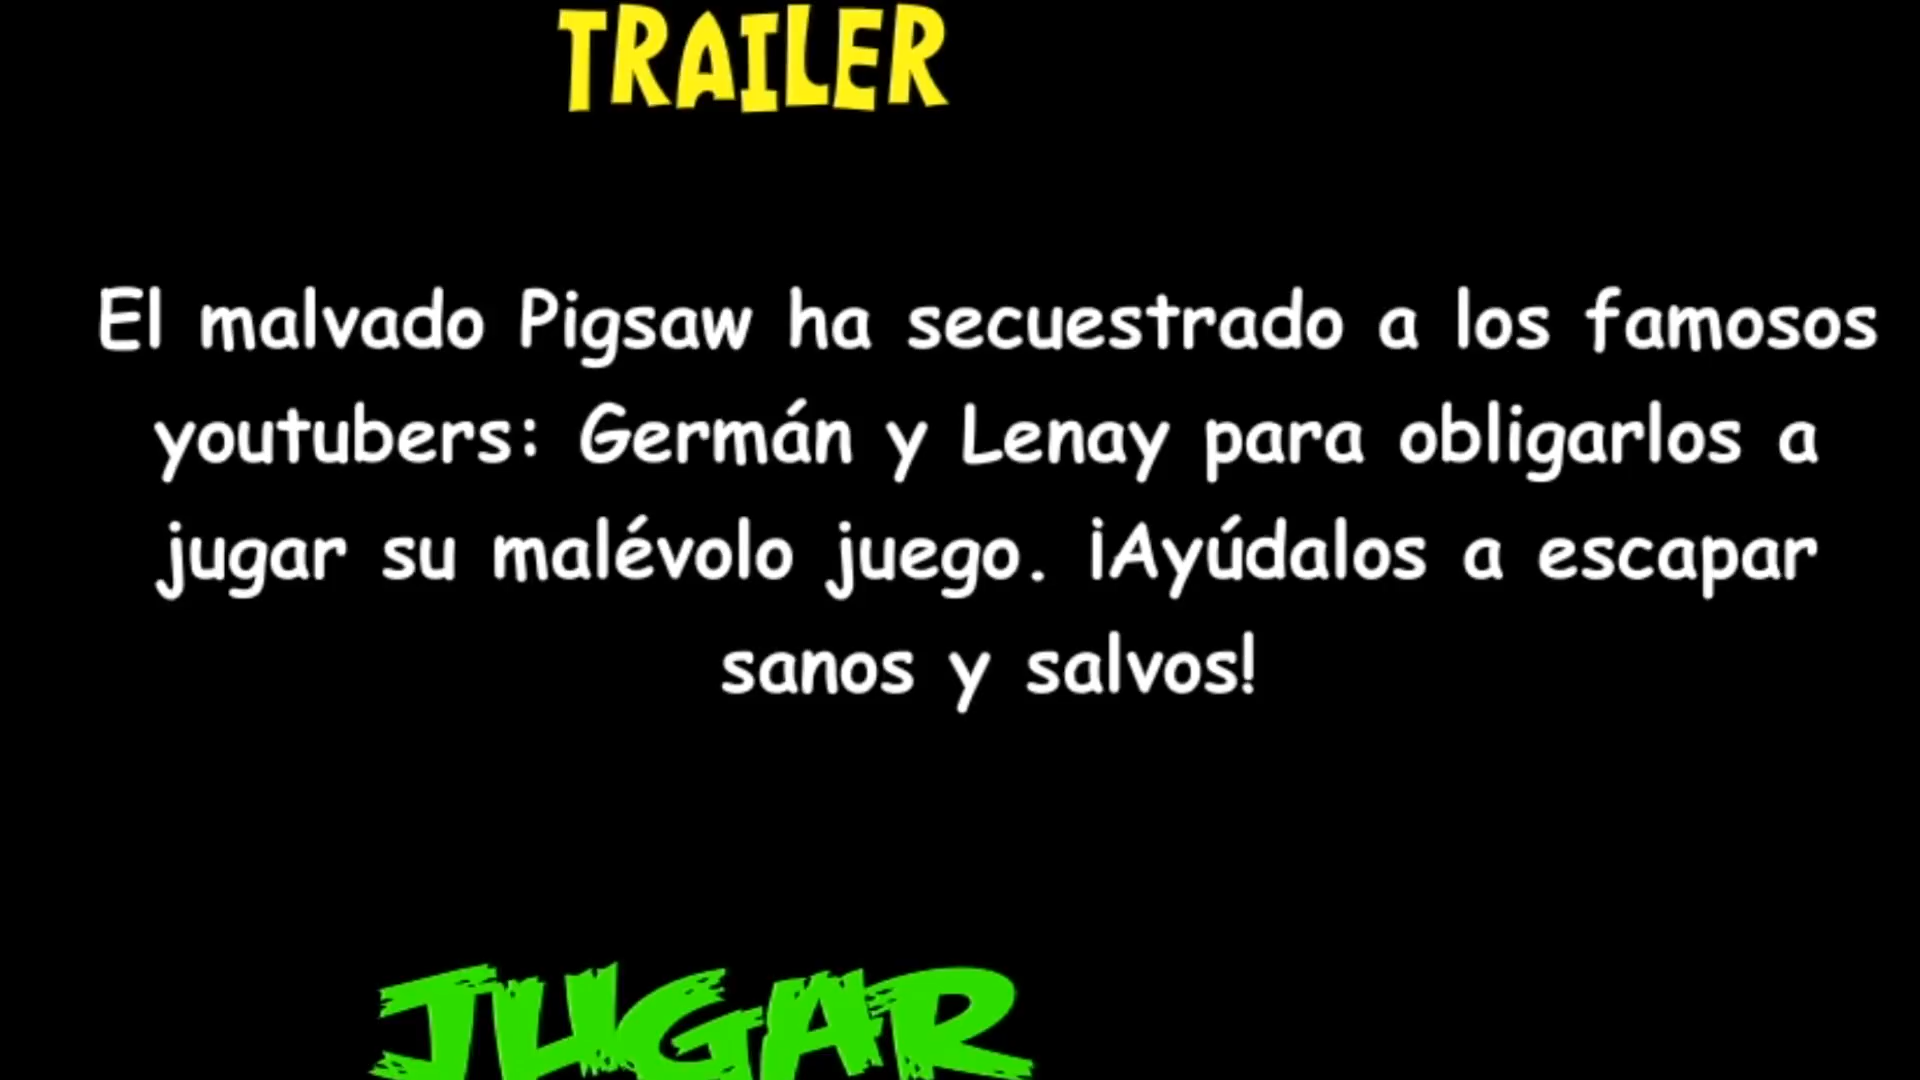 TRAILER
El malvado Pigsaw ha secuestrado a los famosos
youtubers: Germán y Lenay para obligarlos a
jugar su malévolo juego. ¡Ayúdalos a escapar
sanos y salvos!
JUGAR